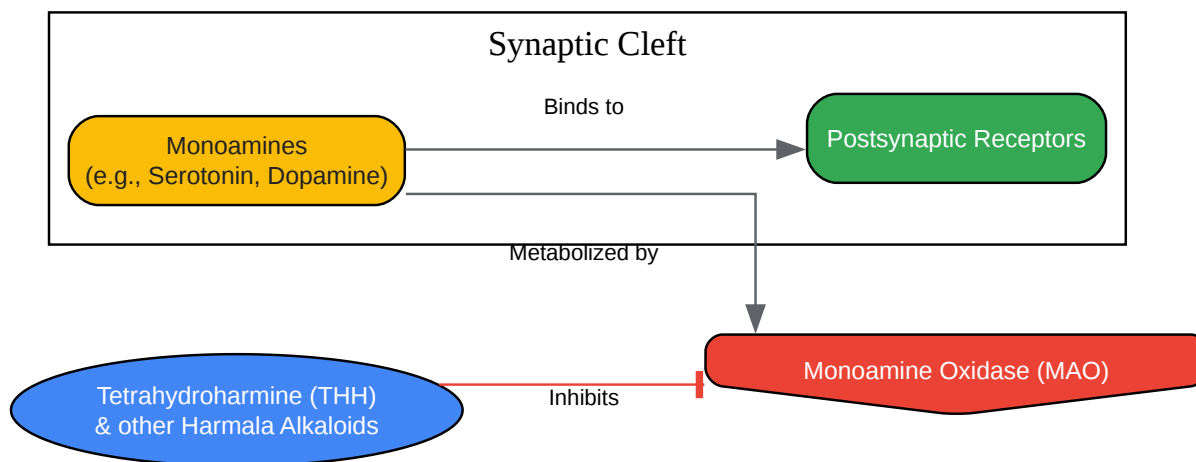 Synaptic Cleft
Binds to
Monoamines
(e.g., Serotonin, Dopamine)
Postsynaptic Receptors
Metabolized by
Monoamine Oxidase (MAO)
Tetrahydroharmine (THH)
& other Harmala Alkaloids
Inhibits